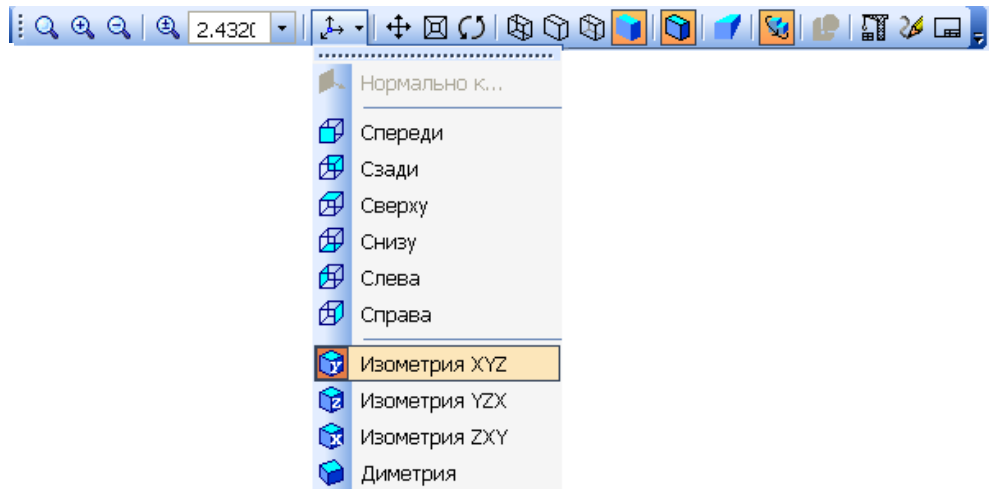 2.4320
Нормально к...
Спереди
Сзади
Сверху
Снизу
Слева
Справа
Изометрия XYZ
Изометрия YZX
Изометрия ZXY
Диметрия